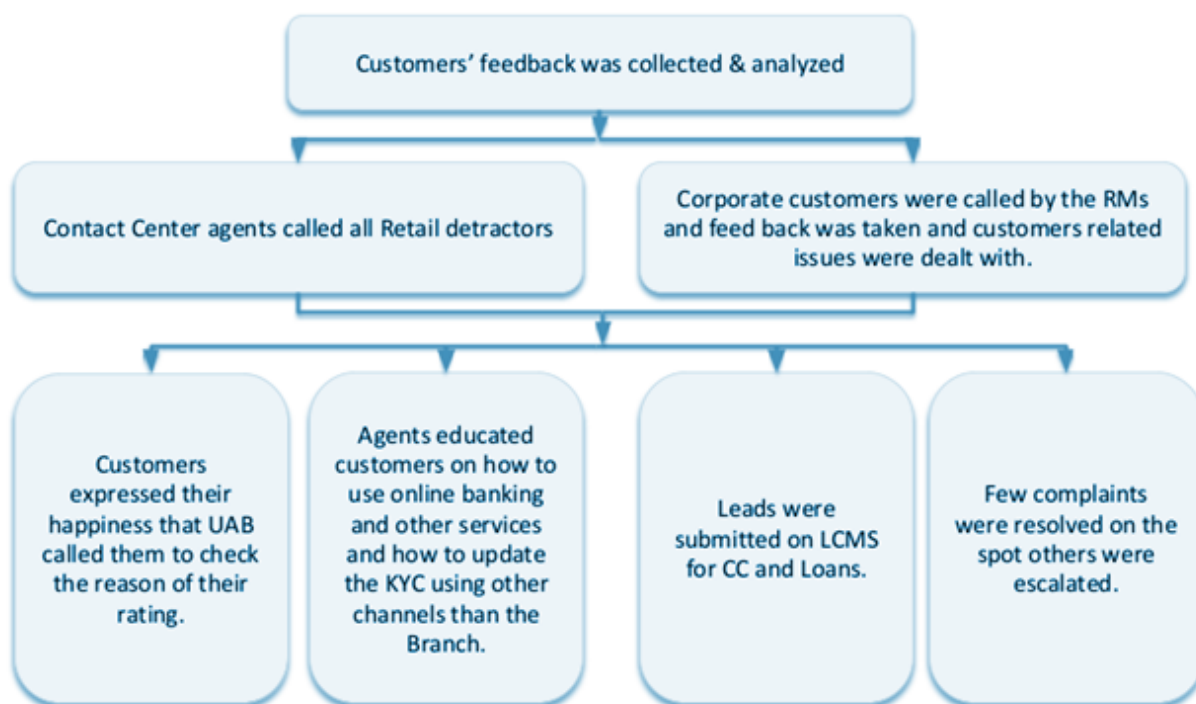 Customers’ feedback was collected & analyzed
Contact Center agents called all Retail detractors
Corporate customers were called by the RMs
and feed back was taken and customers related
issues were dealt with.
Customers
expressed their
happiness that UAB
called them to check
the reason of their
rating.
Agents educated
customers on how to
use online banking
and other services
and how to update
the KYC using other
channels than the
Branch.
Leads were
submitted on LCMS
for CC and Loans.
Few complaints
were resolved on the
spot others were
escalated.